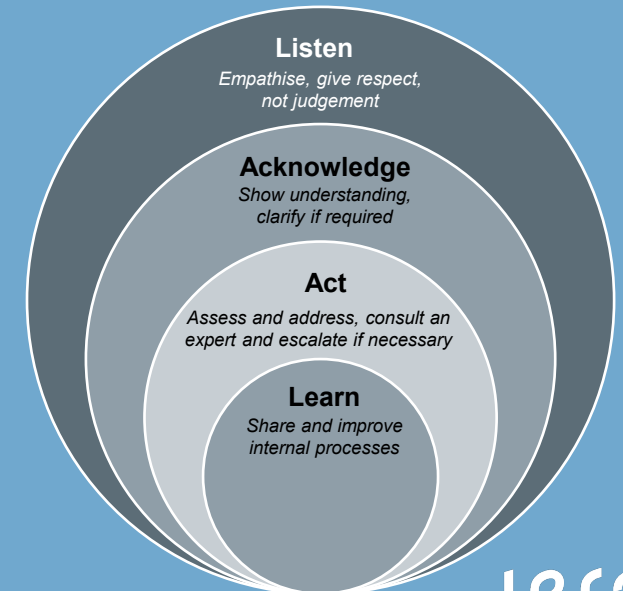 Listen
Empathise, give respect,
not judgement
Acknowledge
Show understanding,
clarify if required
Act
Assess and address, consult an
expert and escalate if necessary
Learn
Share and improve
internal processes